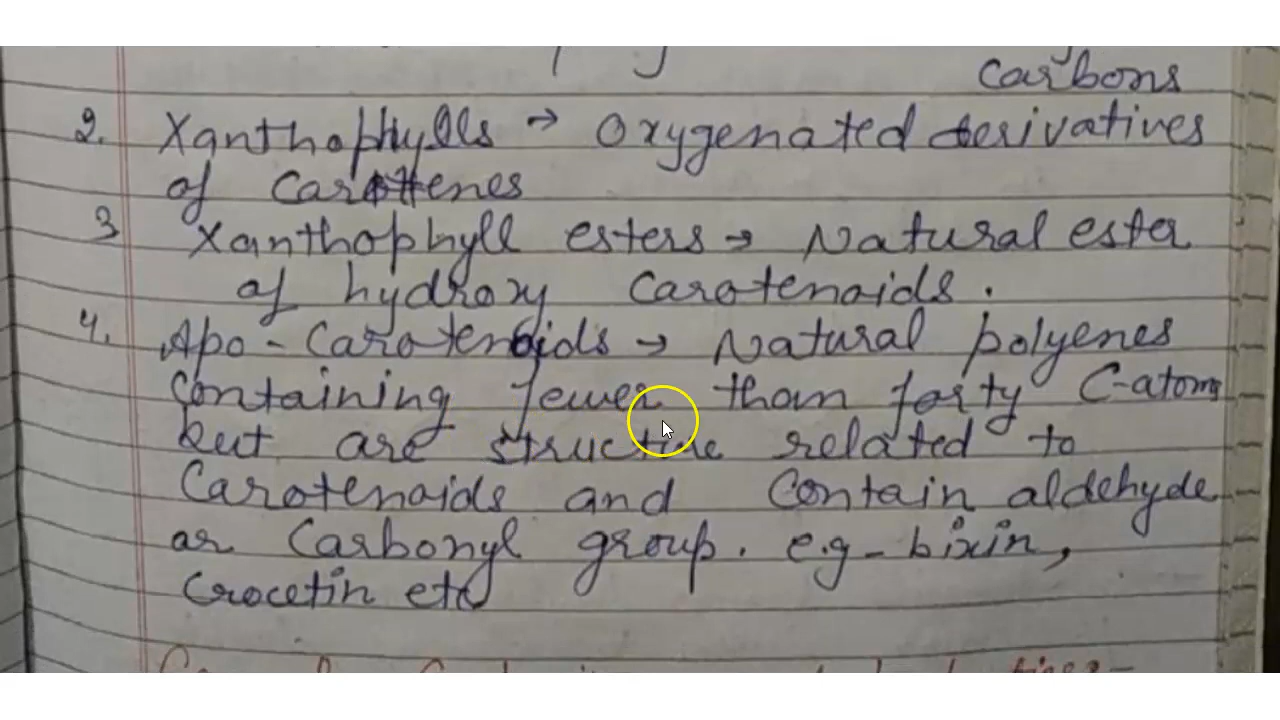 Carbons
2. Xanthophylls → Oxygenated derivatives
of Carottenes
3 Xanthophyll esters → Natural ester
of hydroxy Carotenoids.
4. Apo-Carotenoids → Natural polyenes
Containing fewer than forty C-atoms
but are structure related to
Carotenoids and Contain aldehyde
or Carbonyl group. e.g - bixin,
Crocetin etc